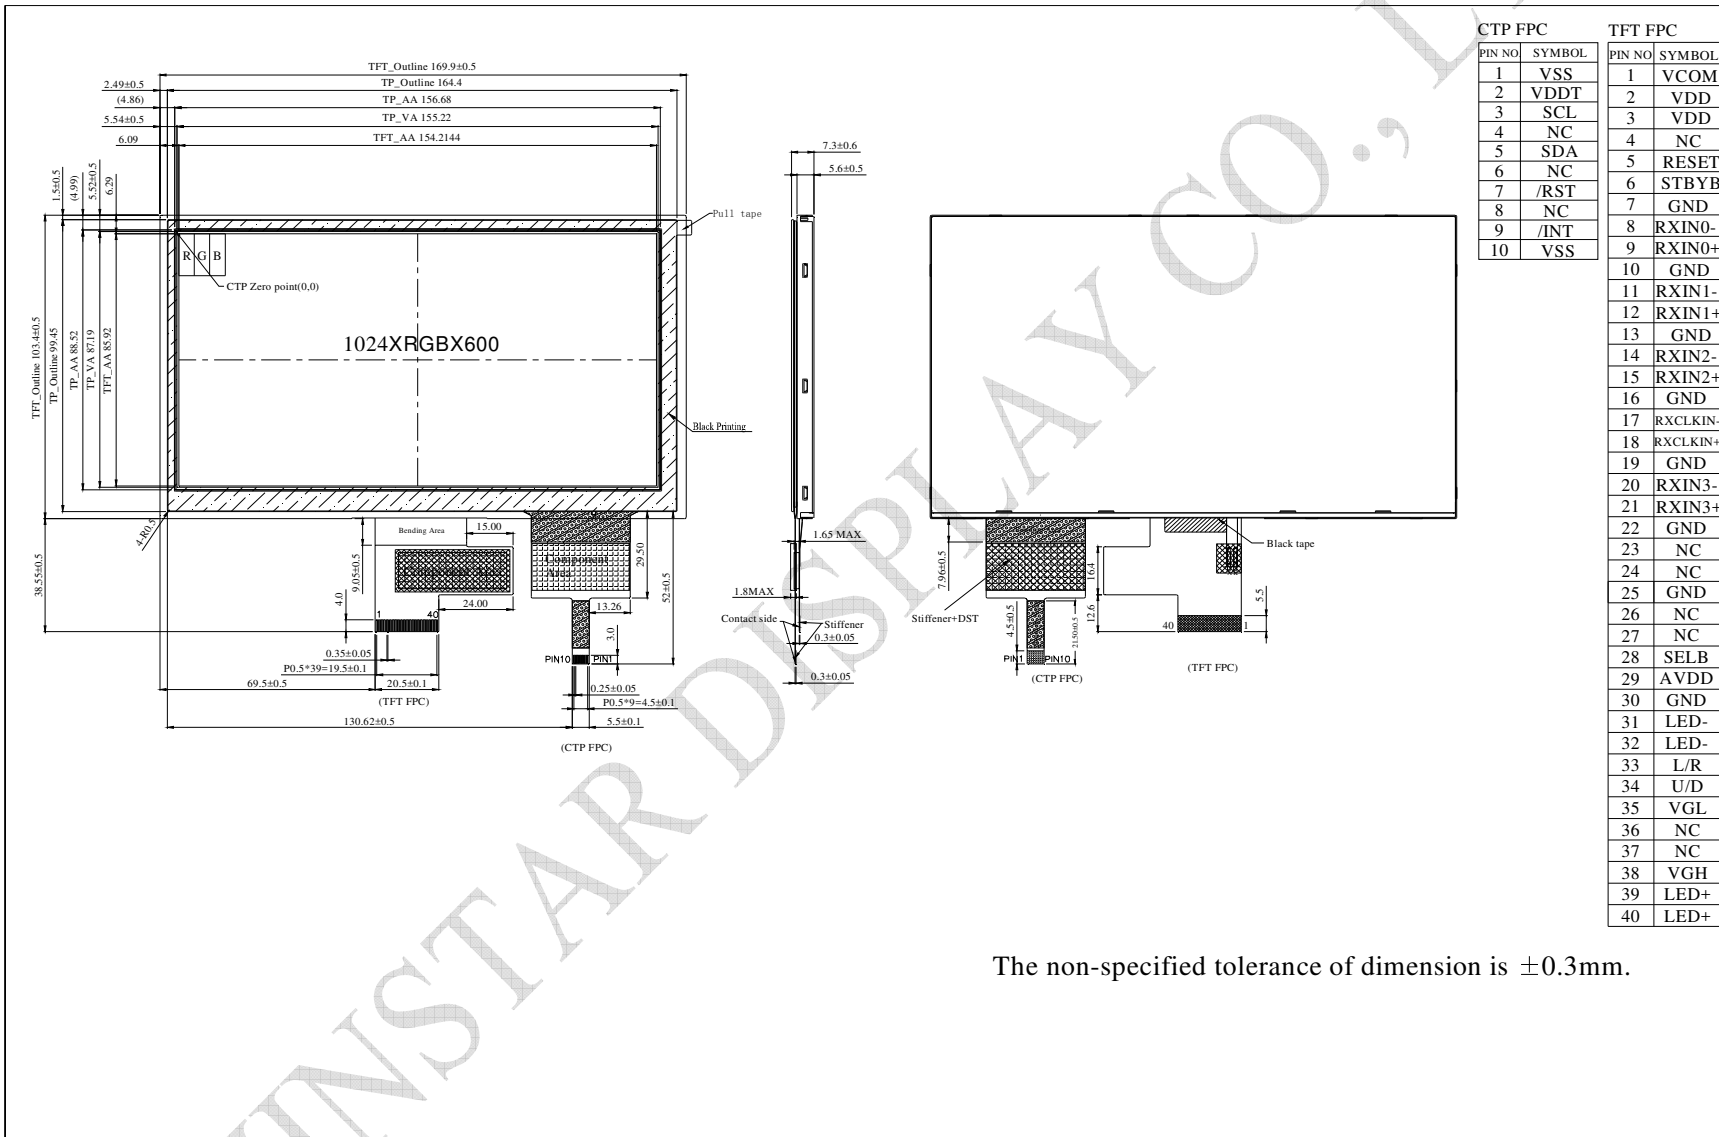 TFT_Outline 169.9±0.5
TP_Outline 164.4
TP_AA 156.68
TP_VA 155.22
TFT_AA 154.2144
2.49±0.5
(4.86)
5.54±0.5
6.09
1.5±0.5
(4.99)
5.52±0.5
6.29
Pull tape
R G B
CTP Zero point(0,0)
1024XRGBX600
TFT_Outline 103.4±0.5
TP_Outline 99.45
TP_AA 88.52
TP_VA 87.19
TFT_AA 85.92
Black Printing
4-R0.5
38.55±0.5
Bending Area
15.00
9.05±0.5
4.0
24.00
1
40
Component
Area
29.50
52±0.5
13.26
3.0
PIN10
PIN1
0.35±0.05
P0.5*39=19.5±0.1
69.5±0.5
20.5±0.1
(TFT FPC)
0.25±0.05
P0.5*9=4.5±0.1
130.62±0.5
5.5±0.1
(CTP FPC)
7.3±0.6
5.6±0.5
1.65 MAX
1.8MAX
Contact side
Stiffener
0.3±0.05
0.3±0.05
7.96±0.5
Stiffener+DST
4.5±0.5
21.50±0.5
PIN1
PIN10
(CTP FPC)
16.4
12.6
Black tape
5.5
40
1
(TFT FPC)
CTP FPC
PIN NO SYMBOL
1 VSS
2 VDDT
3 SCL
4 NC
5 SDA
6 NC
7 /RST
8 NC
9 /INT
10 VSS
TFT FPC
PIN NO SYMBOL
1 VCOM
2 VDD
3 VDD
4 NC
5 RESET
6 STBYB
7 GND
8 RXIN0-
9 RXIN0+
10 GND
11 RXIN1-
12 RXIN1+
13 GND
14 RXIN2-
15 RXIN2+
16 GND
17 RXCLKIN-
18 RXCLKIN+
19 GND
20 RXIN3-
21 RXIN3+
22 GND
23 NC
24 NC
25 GND
26 NC
27 NC
28 SELB
29 AVDD
30 GND
31 LED-
32 LED-
33 L/R
34 U/D
35 VGL
36 NC
37 NC
38 VGH
39 LED+
40 LED+
The non-specified tolerance of dimension is ±0.3mm.
INSTAR DISPLAY CO., L